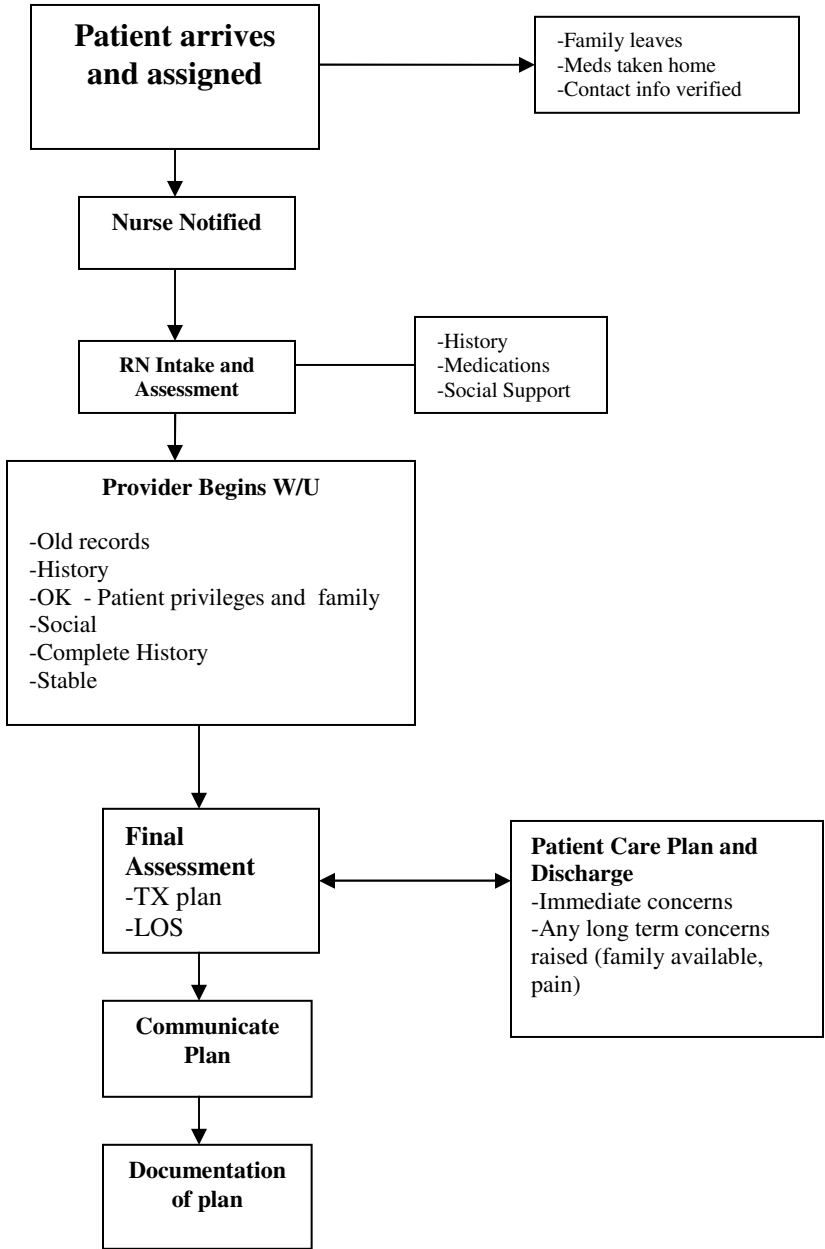 Patient arrives
and assigned
-Family leaves
-Meds taken home
-Contact info verified
Nurse Notified
RN Intake and
Assessment
-History
-Medications
-Social Support
Provider Begins W/U
-Old records
-History
-OK - Patient privileges and family
-Social
-Complete History
-Stable
Final
Assessment
-TX plan
-LOS
Patient Care Plan and
Discharge
-Immediate concerns
-Any long term concerns
raised (family available,
pain)
Communicate
Plan
Documentation
of plan